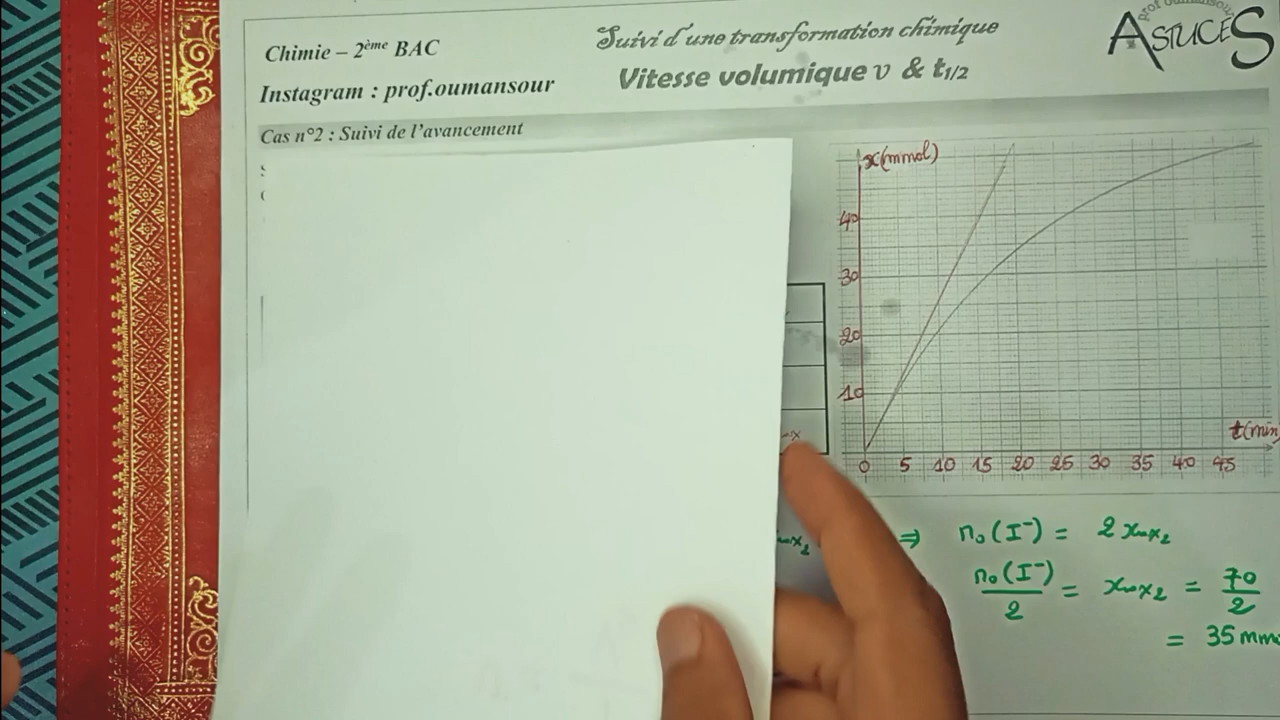 Chimie – 2ème BAC
Instagram : prof.oumansour
Suivi d'une transformation chimique
Vitesse volumique v & t1/2
prof oumansour
ASTUCES
Cas n°2 : Suivi de l'avancement
x(mmol)
40
30
20
10
t(min
0 5 10 15 20 25 30 35 40 45
⇒ n₀(I⁻) = 2 xmax₂
n₀(I⁻)/2 = xmax₂ = 70/2
= 35 mm